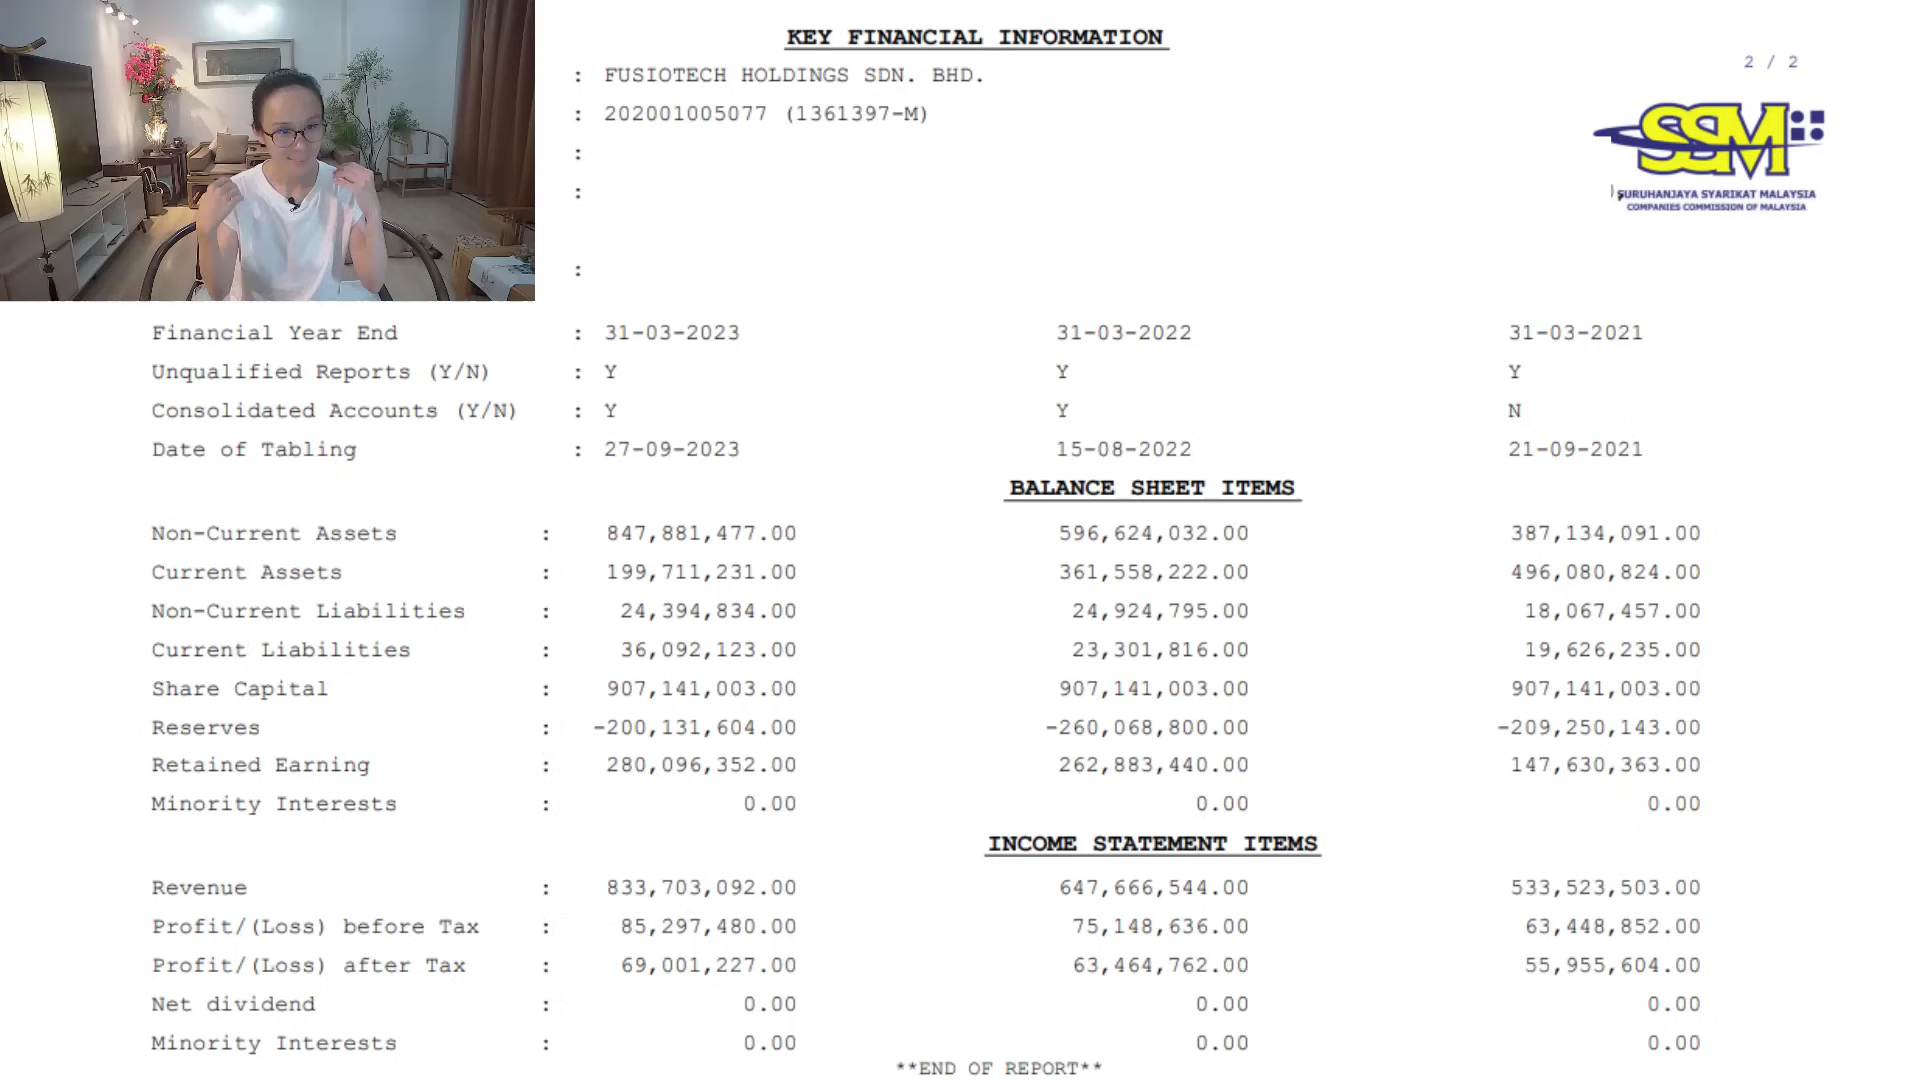 KEY FINANCIAL INFORMATION
2 / 2
: FUSIOTECH HOLDINGS SDN. BHD.
: 202001005077 (1361397-M)
:
:
:
SSM
SURUHANJAYA SYARIKAT MALAYSIA
COMPANIES COMMISSION OF MALAYSIA
Financial Year End : 31-03-2023 31-03-2022 31-03-2021
Unqualified Reports (Y/N) : Y Y Y
Consolidated Accounts (Y/N) : Y Y N
Date of Tabling : 27-09-2023 15-08-2022 21-09-2021
BALANCE SHEET ITEMS
Non-Current Assets : 847,881,477.00 596,624,032.00 387,134,091.00
Current Assets : 199,711,231.00 361,558,222.00 496,080,824.00
Non-Current Liabilities : 24,394,834.00 24,924,795.00 18,067,457.00
Current Liabilities : 36,092,123.00 23,301,816.00 19,626,235.00
Share Capital : 907,141,003.00 907,141,003.00 907,141,003.00
Reserves : -200,131,604.00 -260,068,800.00 -209,250,143.00
Retained Earning : 280,096,352.00 262,883,440.00 147,630,363.00
Minority Interests : 0.00 0.00 0.00
INCOME STATEMENT ITEMS
Revenue : 833,703,092.00 647,666,544.00 533,523,503.00
Profit/(Loss) before Tax : 85,297,480.00 75,148,636.00 63,448,852.00
Profit/(Loss) after Tax : 69,001,227.00 63,464,762.00 55,955,604.00
Net dividend : 0.00 0.00 0.00
Minority Interests : 0.00 0.00 0.00
**END OF REPORT**